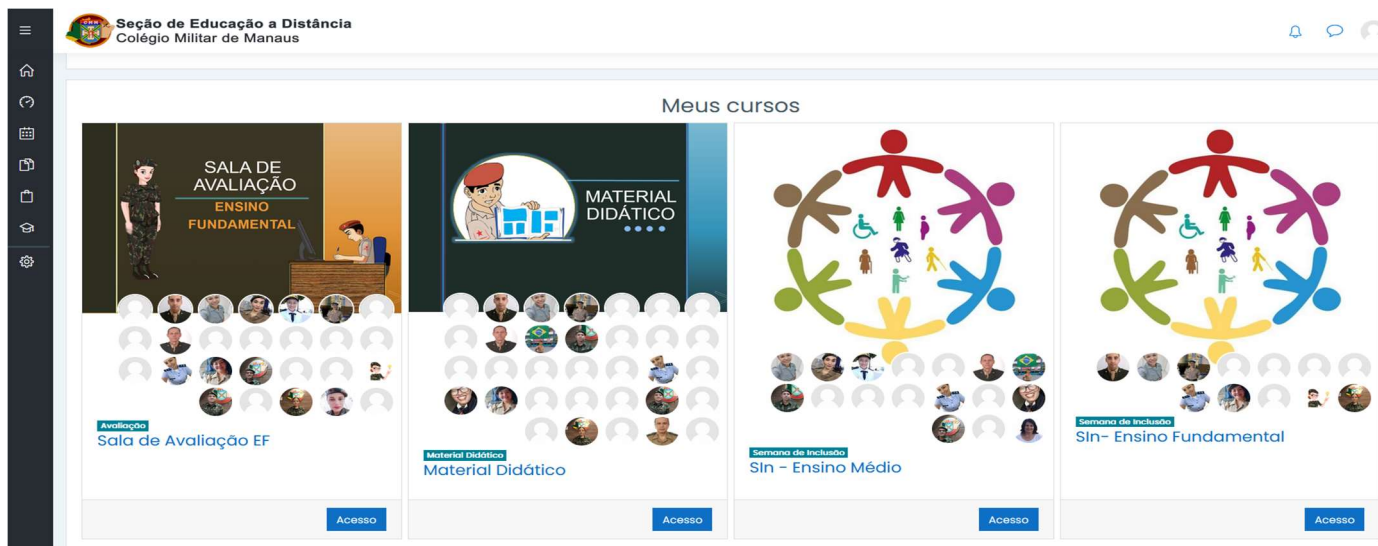 Seção de Educação a Distância
Colégio Militar de Manaus
Meus cursos
SALA DE
AVALIAÇÃO
ENSINO
FUNDAMENTAL
Avaliação
Sala de Avaliação EF
Acesso
MATERIAL
DIDÁTICO
Material Didático
Material Didático
Acesso
Semana de Inclusão
SIn - Ensino Médio
Acesso
Semana de Inclusão
SIn- Ensino Fundamental
Acesso